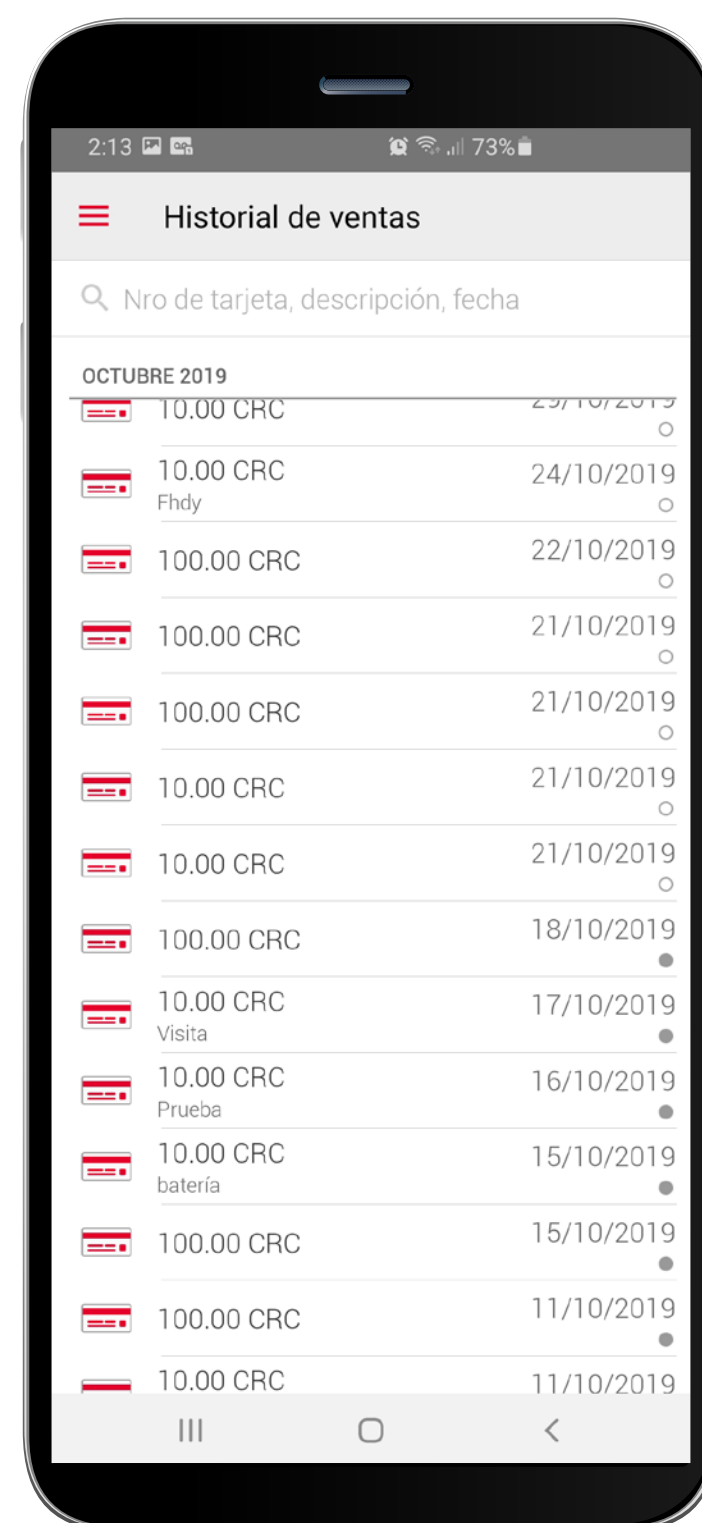 2:13 73%
Historial de ventas
Nro de tarjeta, descripción, fecha
OCTUBRE 2019
10.00 CRC 29/10/2019
10.00 CRC 24/10/2019
Fhdy
100.00 CRC 22/10/2019
100.00 CRC 21/10/2019
100.00 CRC 21/10/2019
10.00 CRC 21/10/2019
10.00 CRC 21/10/2019
100.00 CRC 18/10/2019
10.00 CRC 17/10/2019
Visita
10.00 CRC 16/10/2019
Prueba
10.00 CRC 15/10/2019
batería
100.00 CRC 15/10/2019
100.00 CRC 11/10/2019
10.00 CRC 11/10/2019